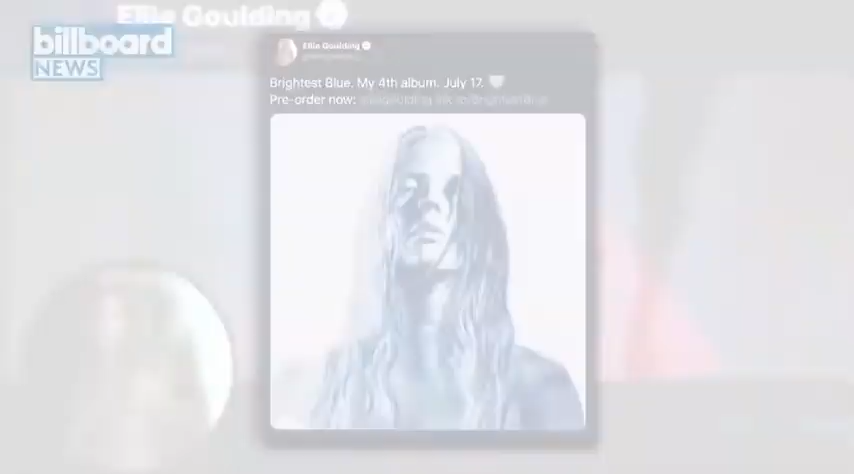 Ellie Goulding
billboard
NEWS
Ellie Goulding
Brightest Blue. My 4th album. July 17.
Pre-order now: